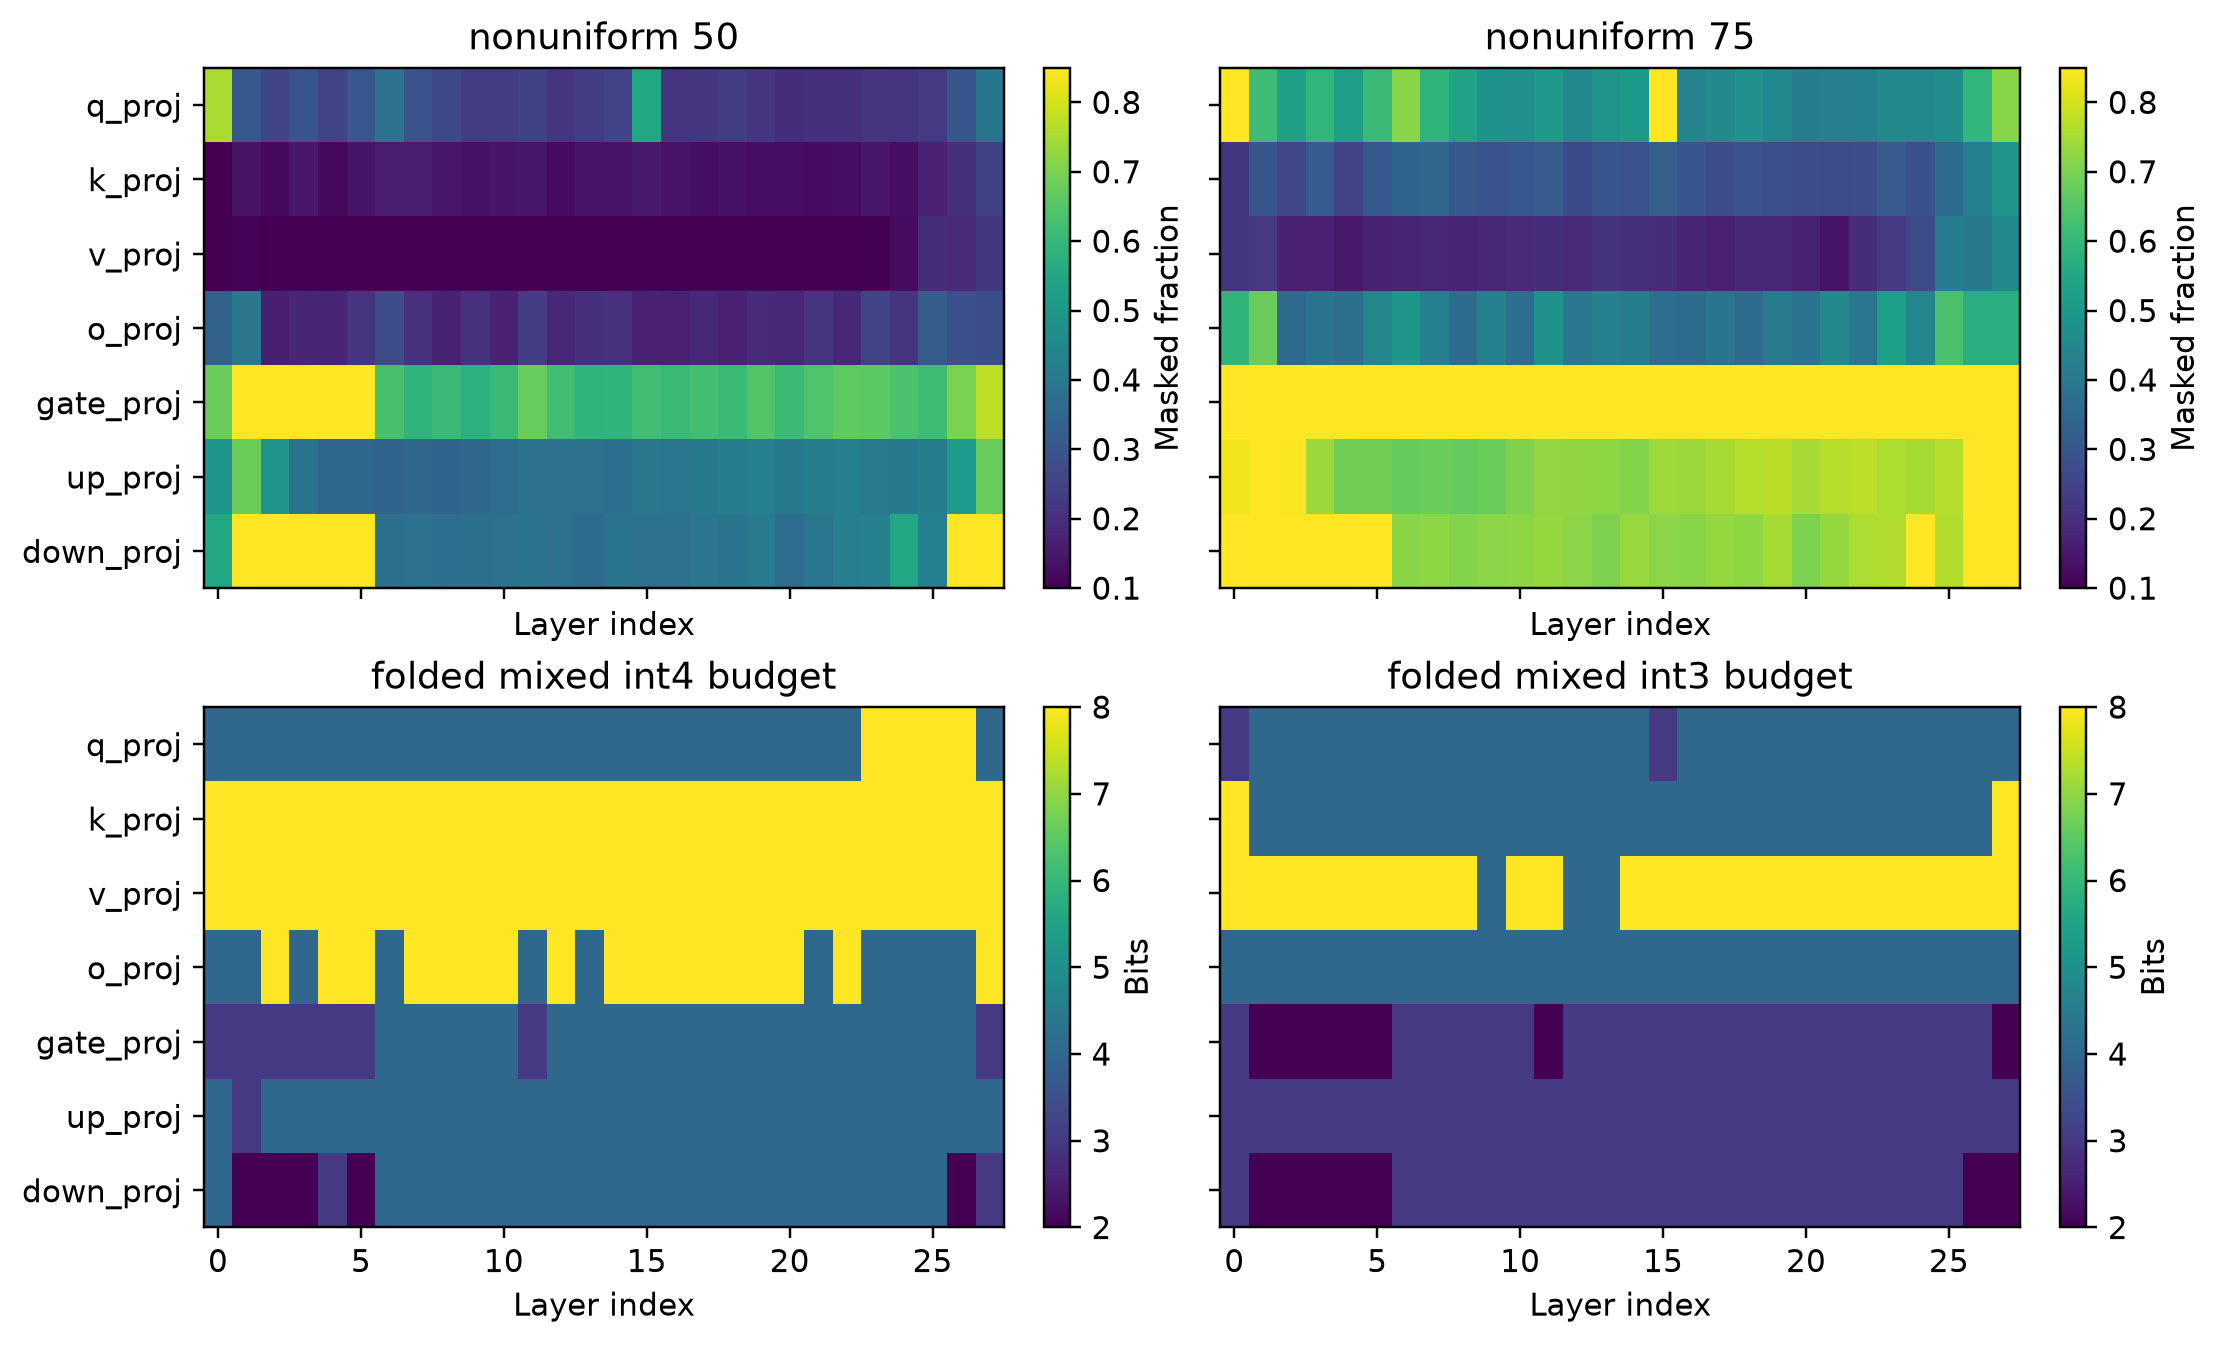 nonuniform 50
q_proj
k_proj
v_proj
o_proj
gate_proj
up_proj
down_proj
Layer index
0.8
0.7
0.6
0.5
0.4
0.3
0.2
0.1
Masked fraction
nonuniform 75
Layer index
0.8
0.7
0.6
0.5
0.4
0.3
0.2
0.1
Masked fraction
folded mixed int4 budget
q_proj
k_proj
v_proj
o_proj
gate_proj
up_proj
down_proj
0 5 10 15 20 25
Layer index
8
7
6
5
4
3
2
Bits
folded mixed int3 budget
0 5 10 15 20 25
Layer index
8
7
6
5
4
3
2
Bits